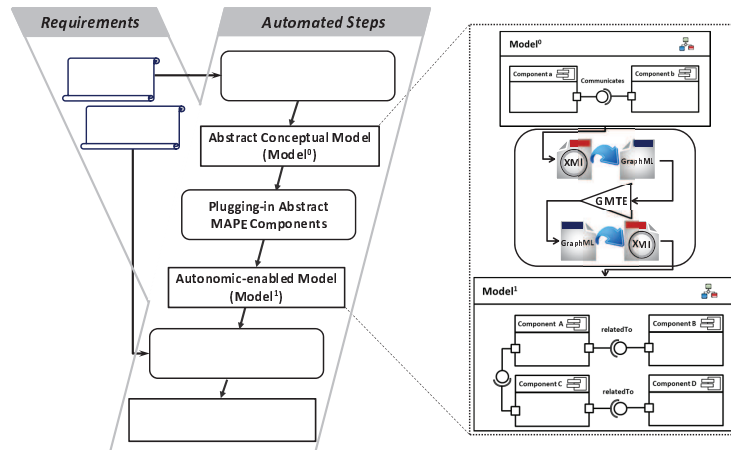 Requirements
Automated Steps
Abstract Conceptual Model
(Model⁰)
Plugging-in Abstract
MAPE Components
Autonomic-enabled Model
(Model¹)
Model⁰
Component a
Communicates
Component b
XMI
GraphML
GMTE
GraphML
XMI
Model¹
Component A
relatedTo
Component B
Component C
relatedTo
Component D